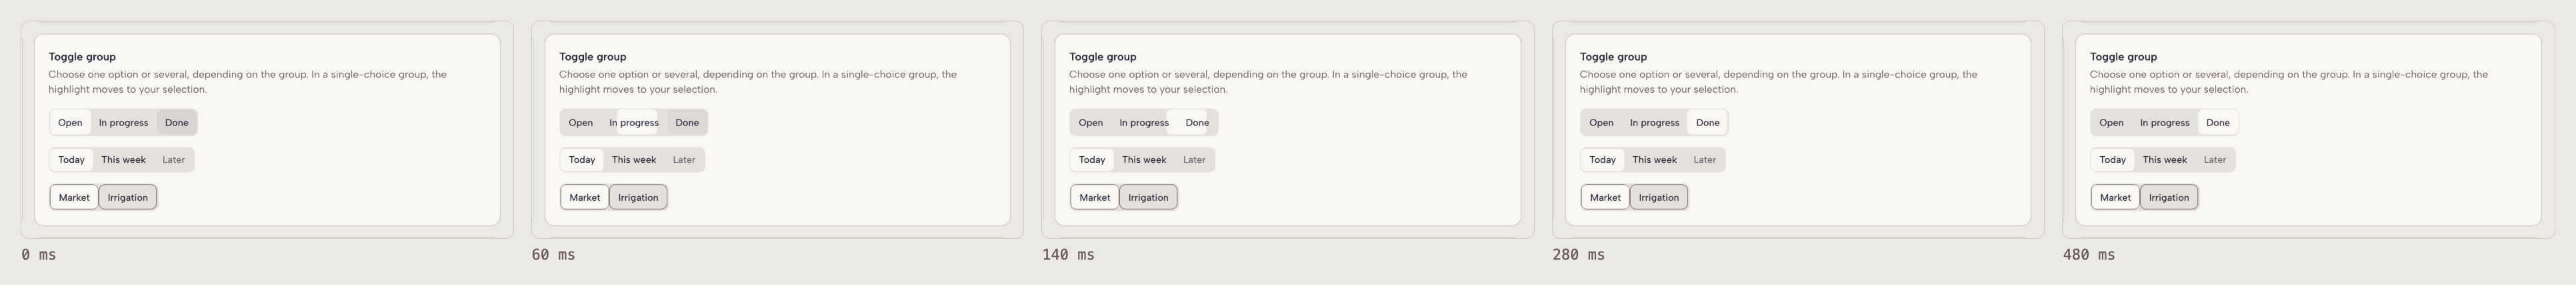 Toggle group
Choose one option or several, depending on the group. In a single-choice group, the
highlight moves to your selection.
Open In progress Done
Today This week Later
Market Irrigation
0 ms
Toggle group
Choose one option or several, depending on the group. In a single-choice group, the
highlight moves to your selection.
Open In progress Done
Today This week Later
Market Irrigation
60 ms
Toggle group
Choose one option or several, depending on the group. In a single-choice group, the
highlight moves to your selection.
Open In progress Done
Today This week Later
Market Irrigation
140 ms
Toggle group
Choose one option or several, depending on the group. In a single-choice group, the
highlight moves to your selection.
Open In progress Done
Today This week Later
Market Irrigation
280 ms
Toggle group
Choose one option or several, depending on the group. In a single-choice group, the
highlight moves to your selection.
Open In progress Done
Today This week Later
Market Irrigation
480 ms